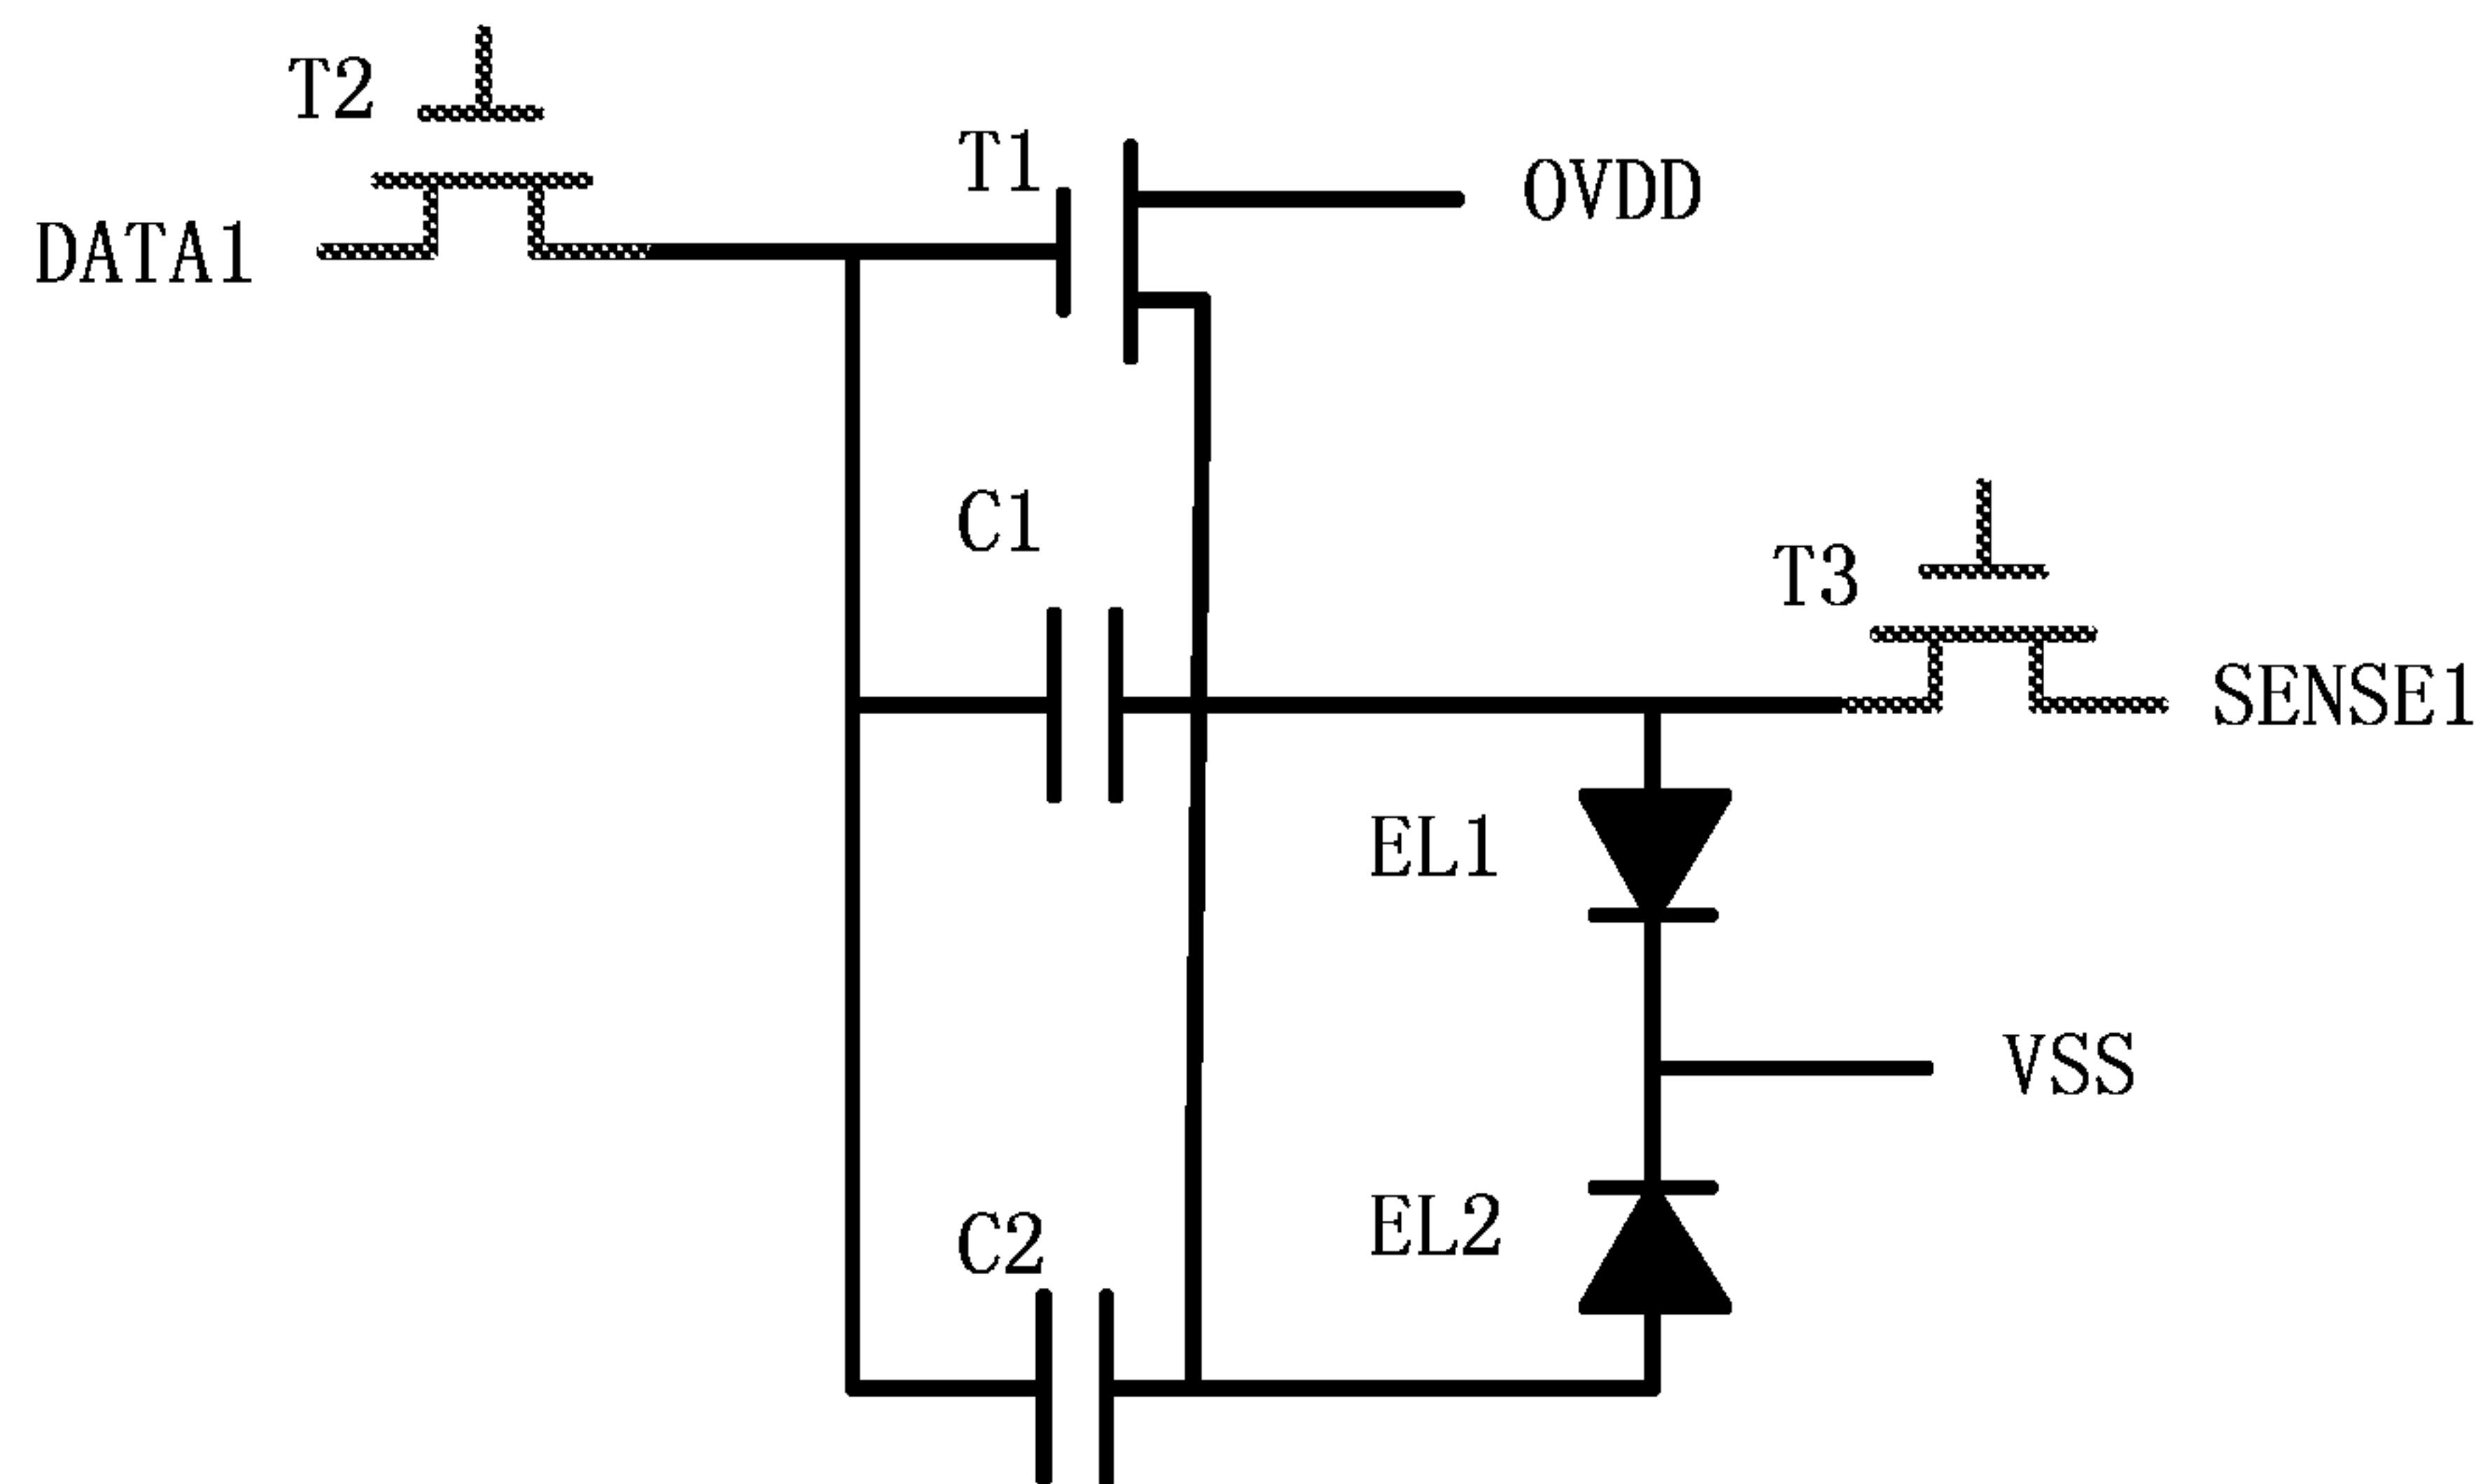 T2
T1
OVDD
DATA1
C1
T3
SENSE1
EL1
VSS
EL2
C2